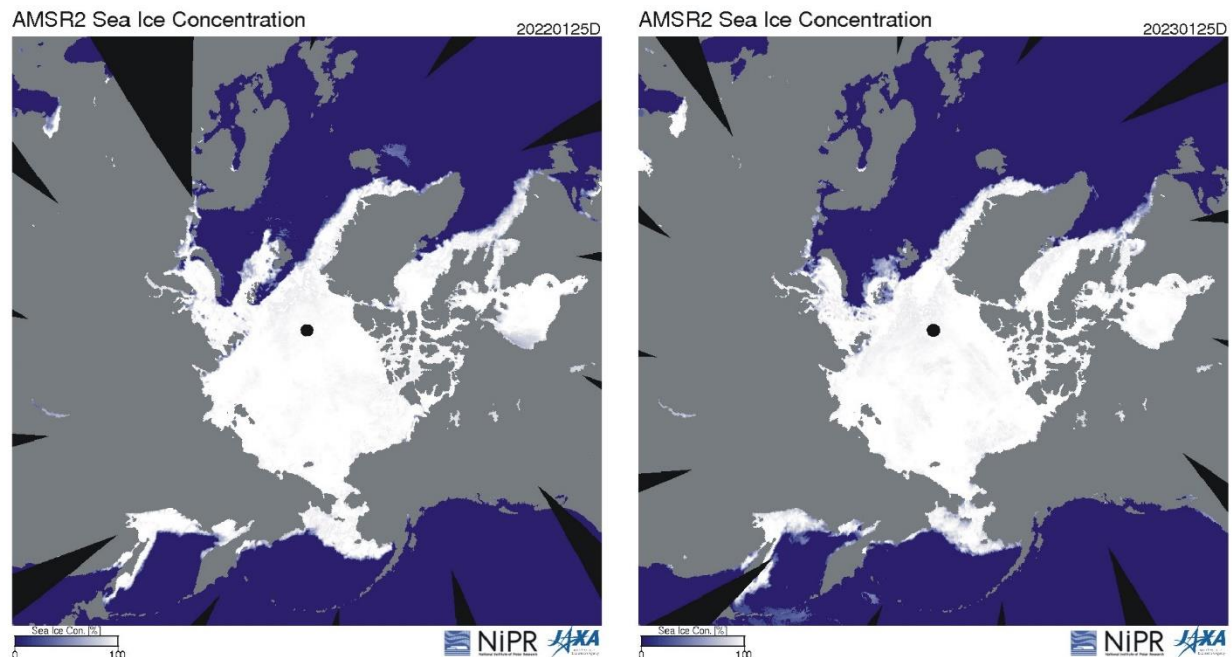 AMSR2 Sea Ice Concentration
20220125D
Sea Ice Con. [%]
0 100
NiPR
JAXA
AMSR2 Sea Ice Concentration
20230125D
Sea Ice Con. [%]
0 100
NiPR
JAXA